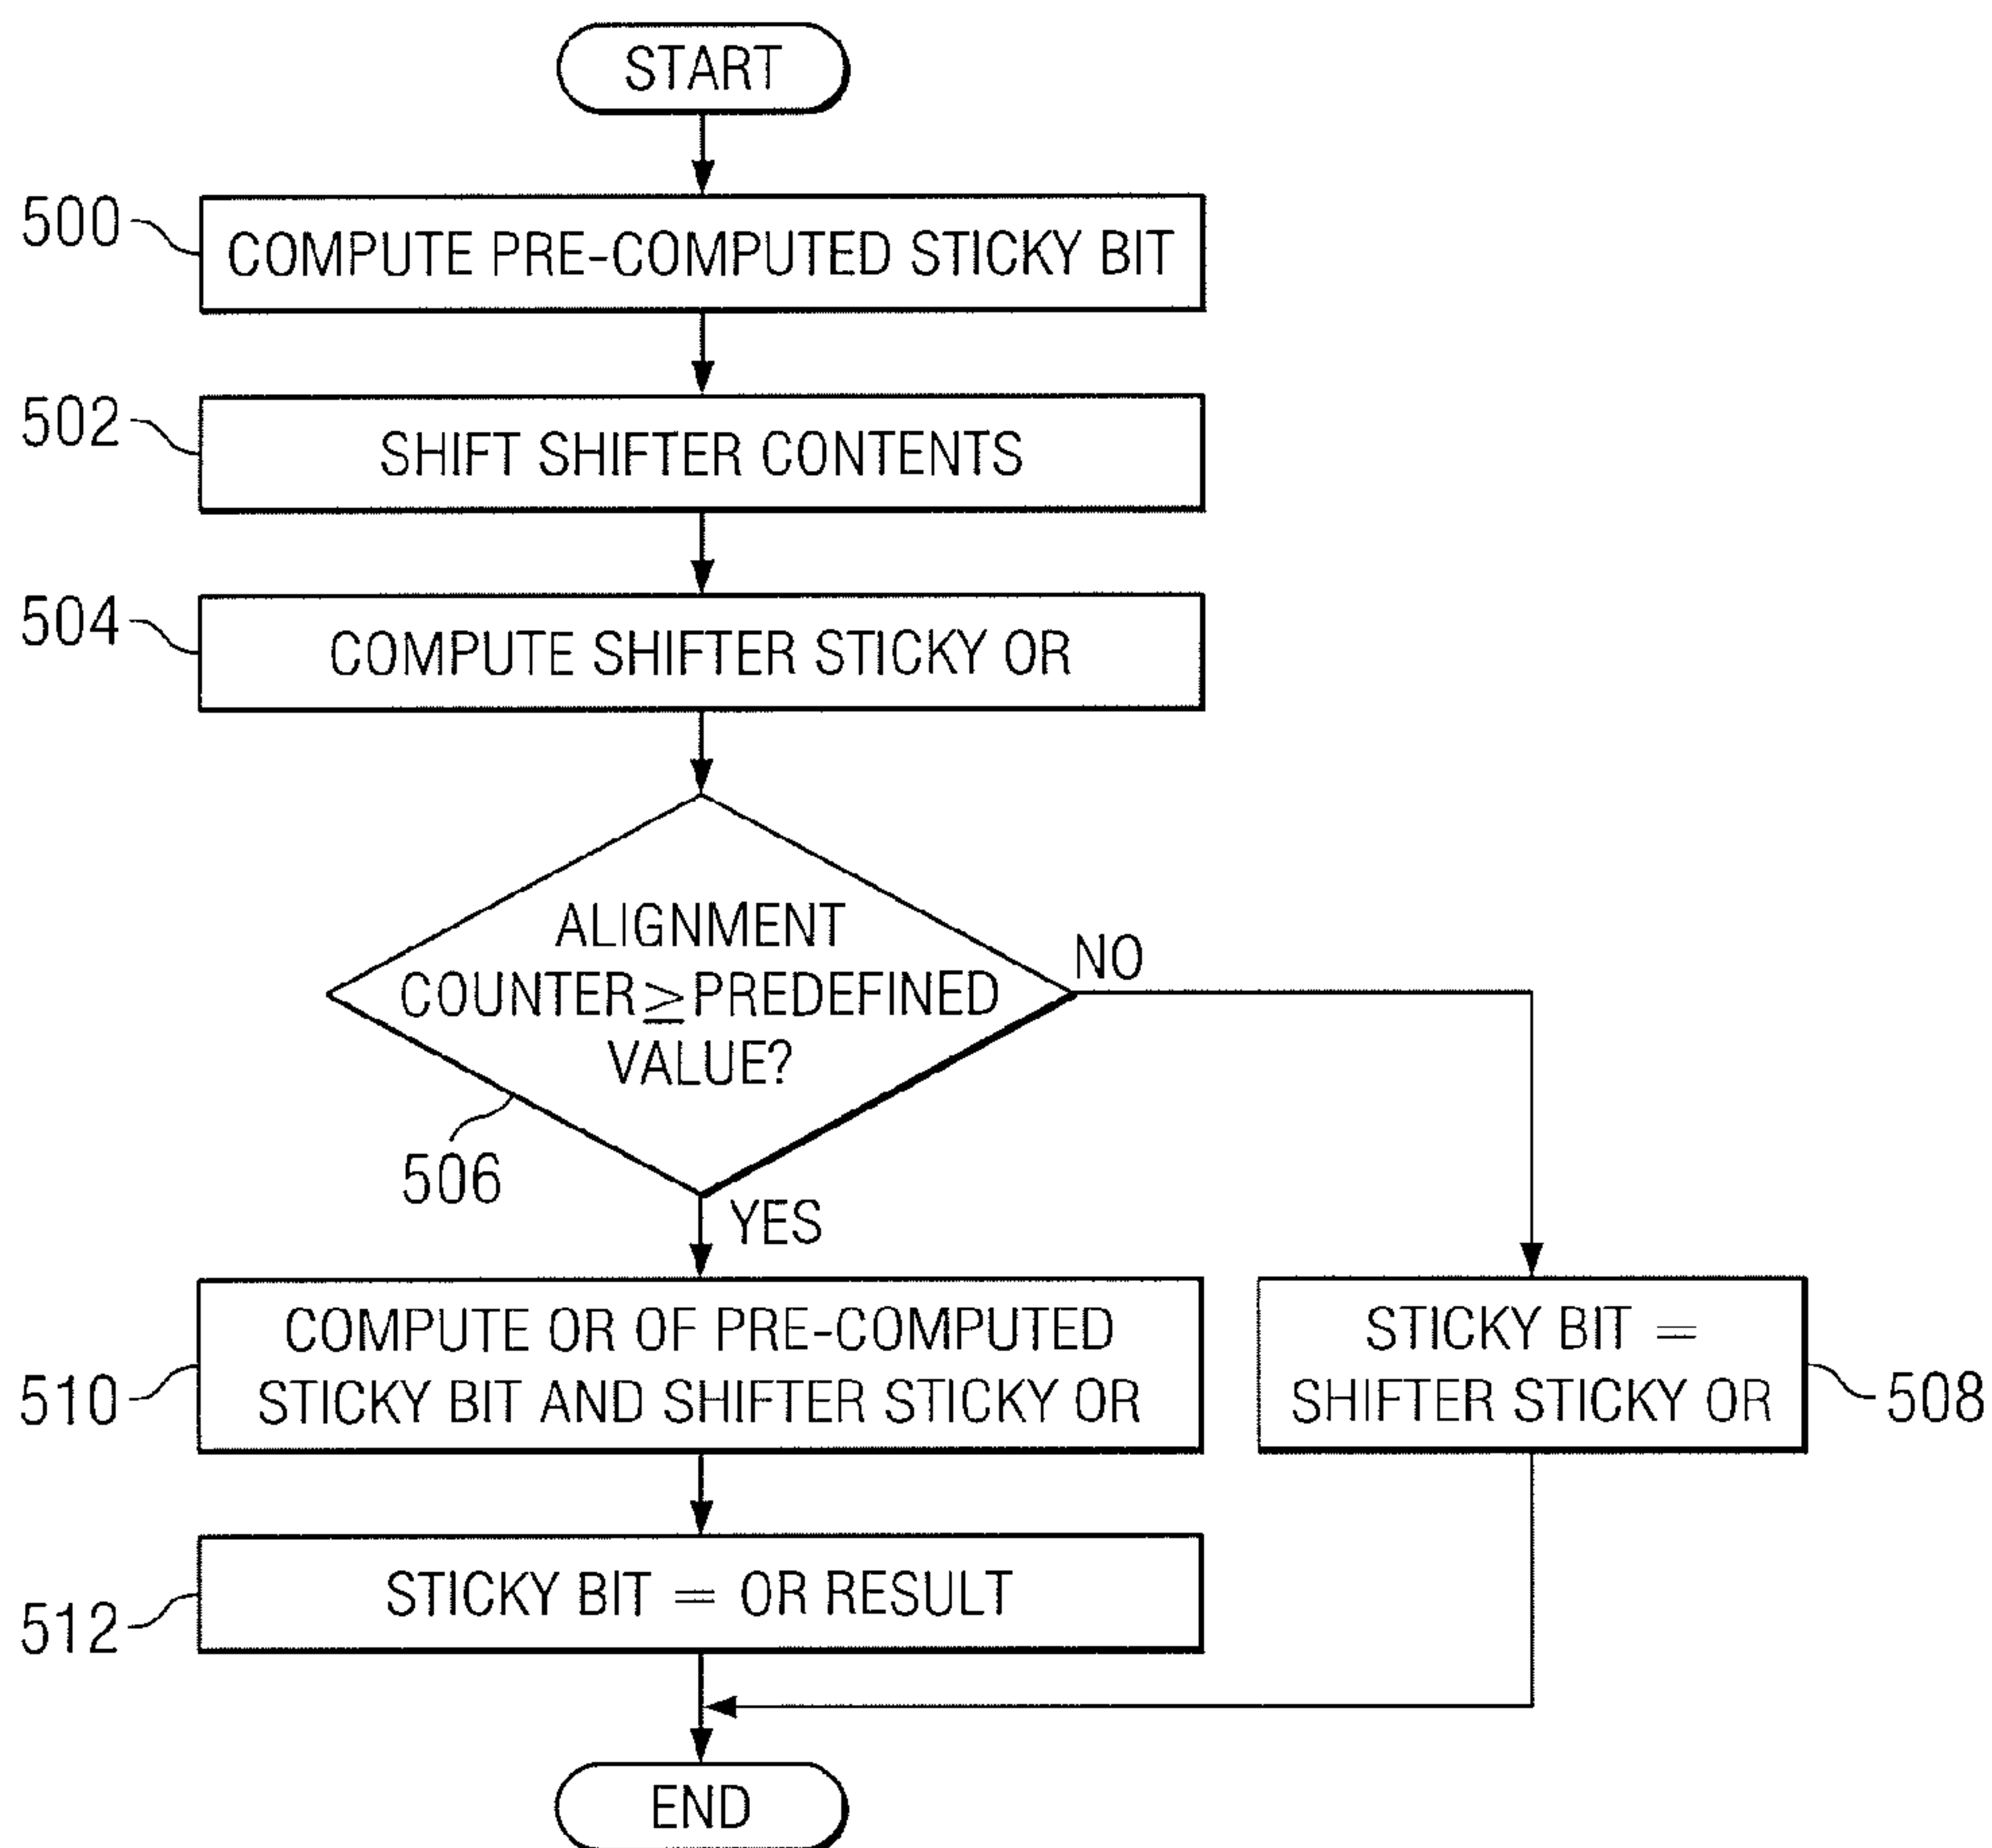 START
500
COMPUTE PRE-COMPUTED STICKY BIT
502
SHIFT SHIFTER CONTENTS
504
COMPUTE SHIFTER STICKY OR
ALIGNMENT
COUNTER ≥ PREDEFINED
VALUE?
NO
506
YES
510
COMPUTE OR OF PRE-COMPUTED
STICKY BIT AND SHIFTER STICKY OR
STICKY BIT =
SHIFTER STICKY OR
508
512
STICKY BIT = OR RESULT
END